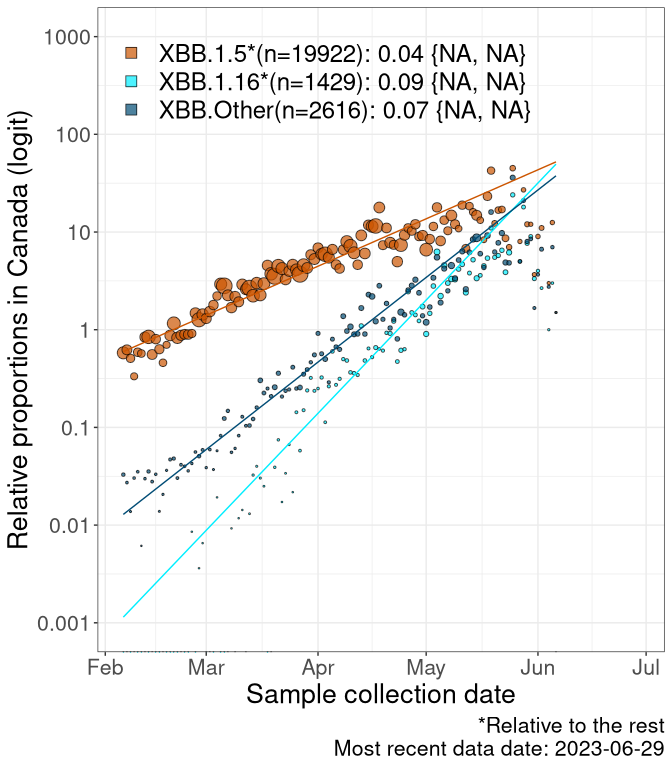 Relative proportions in Canada (logit)
1000
100
10
1
0.1
0.01
0.001
XBB.1.5*(n=19922): 0.04 {NA, NA}
XBB.1.16*(n=1429): 0.09 {NA, NA}
XBB.Other(n=2616): 0.07 {NA, NA}
Feb Mar Apr May Jun Jul
Sample collection date
*Relative to the rest
Most recent data date: 2023-06-29